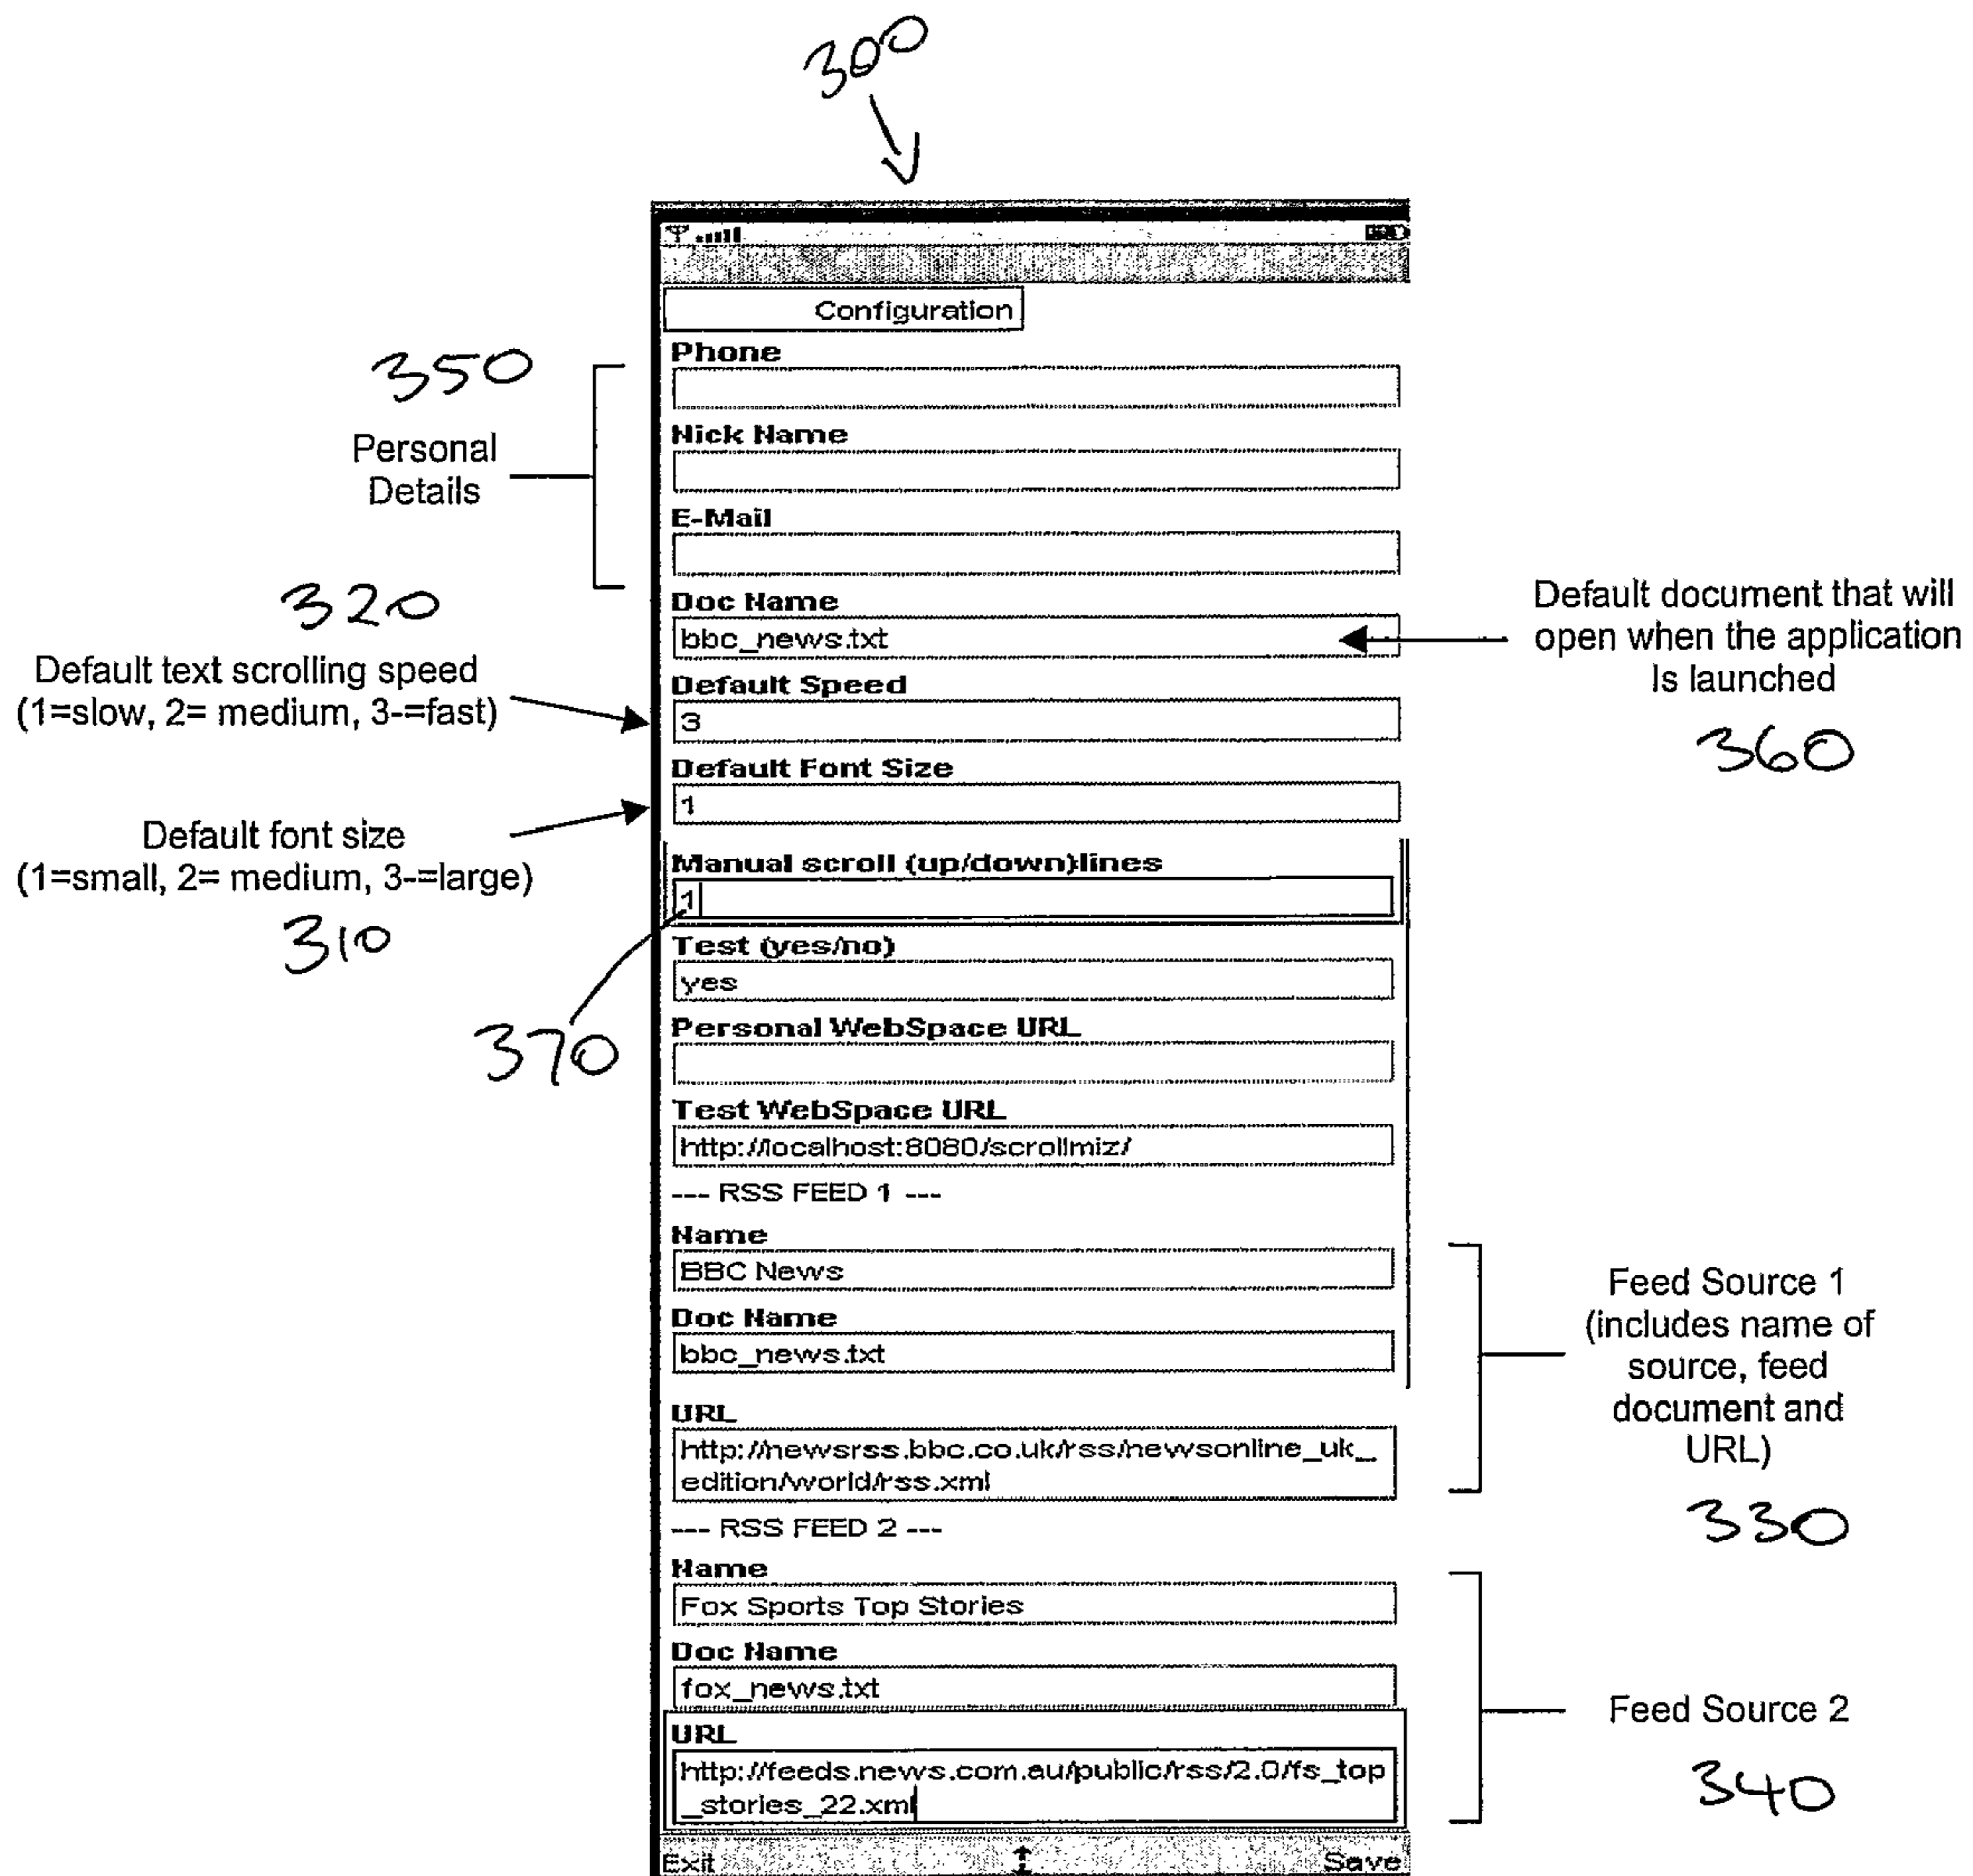 300
Configuration
Phone
350
Personal
Details
Nick Name
E-Mail
Doc Name
bbc_news.txt
Default document that will
open when the application
Is launched
360
320
Default text scrolling speed
(1=slow, 2= medium, 3-=fast)
Default Speed
3
Default Font Size
1
Default font size
(1=small, 2= medium, 3-=large)
310
Manual scroll (up/down)lines
1
370
Test (yes/no)
yes
Personal WebSpace URL
Test WebSpace URL
http://localhost:8080/scrollmiz/
--- RSS FEED 1 ---
Name
BBC News
Doc Name
bbc_news.txt
URL
http://newsrss.bbc.co.uk/rss/newsonline_uk_
edition/world/rss.xml
Feed Source 1
(includes name of
source, feed
document and
URL)
330
--- RSS FEED 2 ---
Name
Fox Sports Top Stories
Doc Name
fox_news.txt
URL
http://feeds.news.com.au/public/rss/2.0/fs_top
_stories_22.xml
Feed Source 2
340
Exit
Save